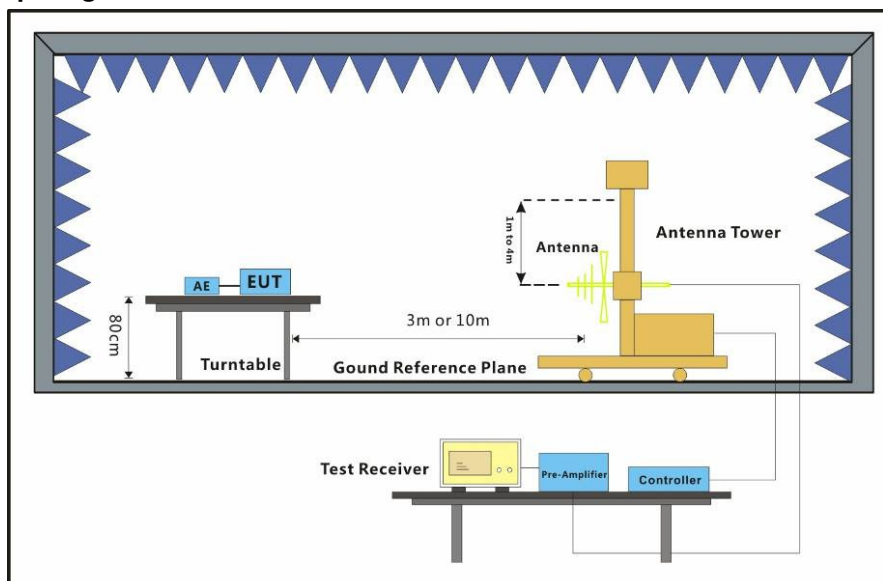 1m to 4m
Antenna
Antenna Tower
AE
EUT
80cm
3m or 10m
Turntable
Gound Reference Plane
Test Receiver
Pre-Amplifier
Controller